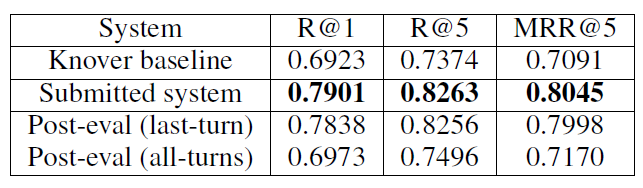 System R@1 R@5 MRR@5
Knover baseline 0.6923 0.7374 0.7091
Submitted system 0.7901 0.8263 0.8045
Post-eval (last-turn) 0.7838 0.8256 0.7998
Post-eval (all-turns) 0.6973 0.7496 0.7170